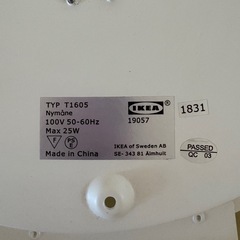 TYP T1605
Nymåne
100V 50-60Hz
Max 25W
F
PS
E
Made in China
IKEA
19057
IKEA of Sweden AB
SE- 343 81 Älmhult
1831
PASSED
QC 03